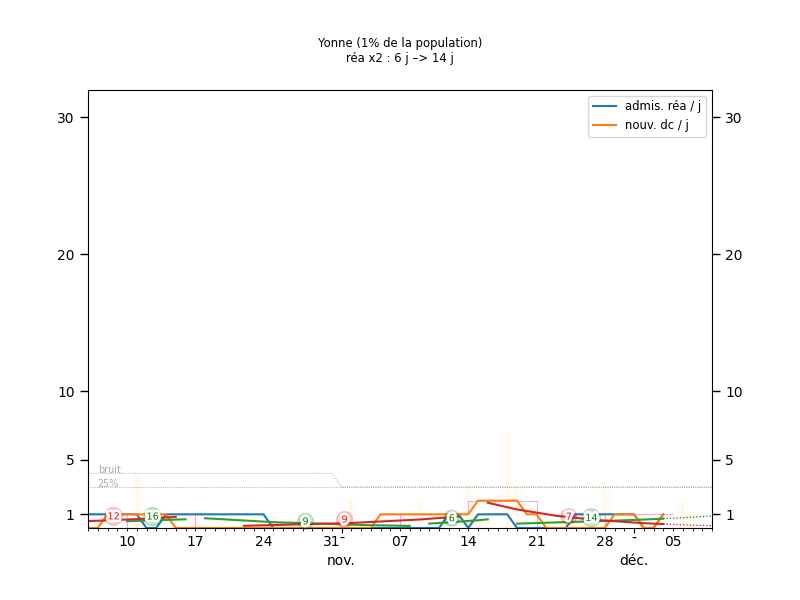 Yonne (1% de la population)
réa x2 : 6 j –> 14 j
admis. réa / j
nouv. dc / j
30 30
20 20
10 10
5 5
1 1
bruit
25%
12 16 9 9 6 7 14
10 17 24 31 07 14 21 28 05
nov. déc.